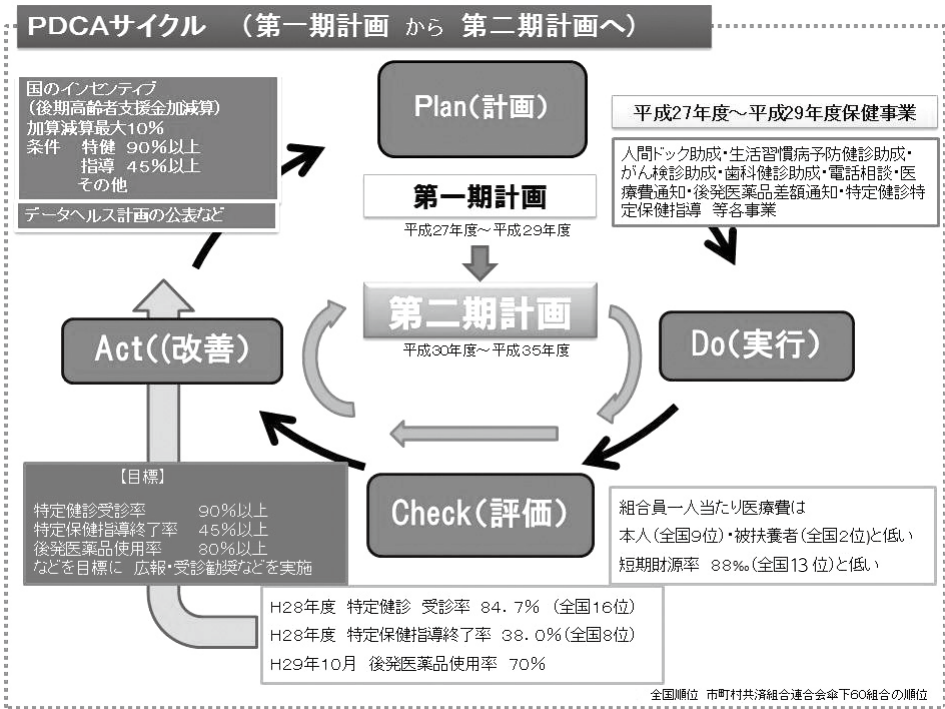 PDCAサイクル （第一期計画 から 第二期計画へ）
国のインセンティブ
（後期高齢者支援金加減算）
加算減算最大10％
条件 特健 90％以上
指導 45％以上
その他
データヘルス計画の公表など
Plan（計画）
第一期計画
平成27年度～平成29年度
第二期計画
平成30年度～平成35年度
平成27年度～平成29年度保健事業
人間ドック助成・生活習慣病予防健診助成・
がん検診助成・歯科健診助成・電話相談・医
療費通知・後発医薬品差額通知・特定健診特
定保健指導 等各事業
Act（（改善）
Do（実行）
Check（評価）
【目標】
特定健診受診率 90％以上
特定保健指導終了率 45％以上
後発医薬品使用率 80％以上
などを目標に 広報・受診勧奨などを実施
組合員一人当たり医療費は
本人（全国9位）・被扶養者（全国2位）と低い
短期財源率 88‰（全国13位）と低い
H28年度 特定健診 受診率 84.7％ （全国16位）
H28年度 特定保健指導終了率 38.0％（全国8位）
H29年10月 後発医薬品使用率 70％
全国順位 市町村共済組合連合会傘下60組合の順位